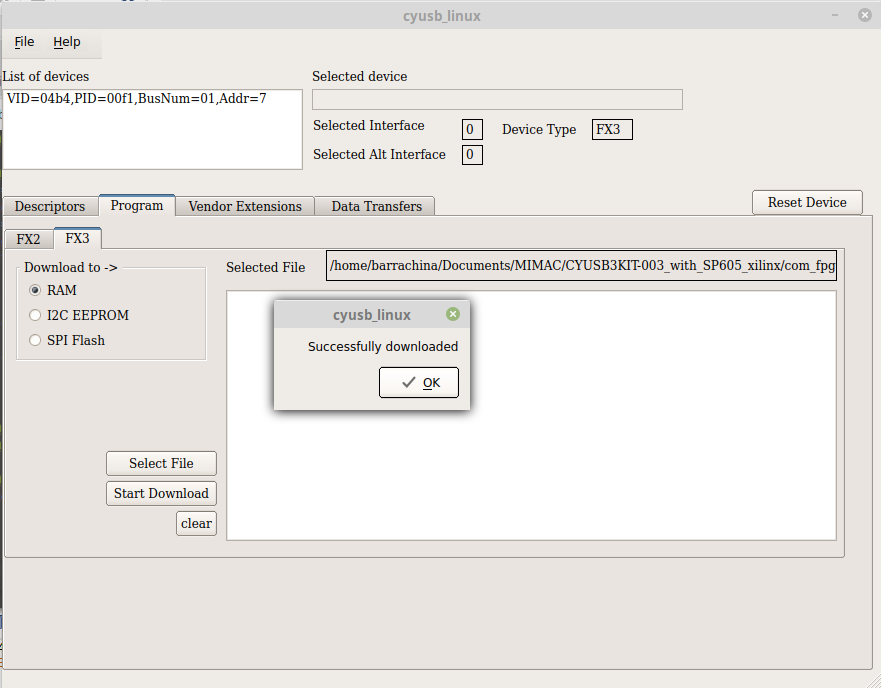 cyusb_linux
File Help
List of devices
VID=04b4,PID=00f1,BusNum=01,Addr=7
Selected device
Selected Interface 0 Device Type FX3
Selected Alt Interface 0
Descriptors Program Vendor Extensions Data Transfers Reset Device
FX2 FX3
Download to ->
RAM
I2C EEPROM
SPI Flash
Selected File /home/barrachina/Documents/MIMAC/CYUSB3KIT-003_with_SP605_xilinx/com_fpg
cyusb_linux
Successfully downloaded
OK
Select File
Start Download
clear